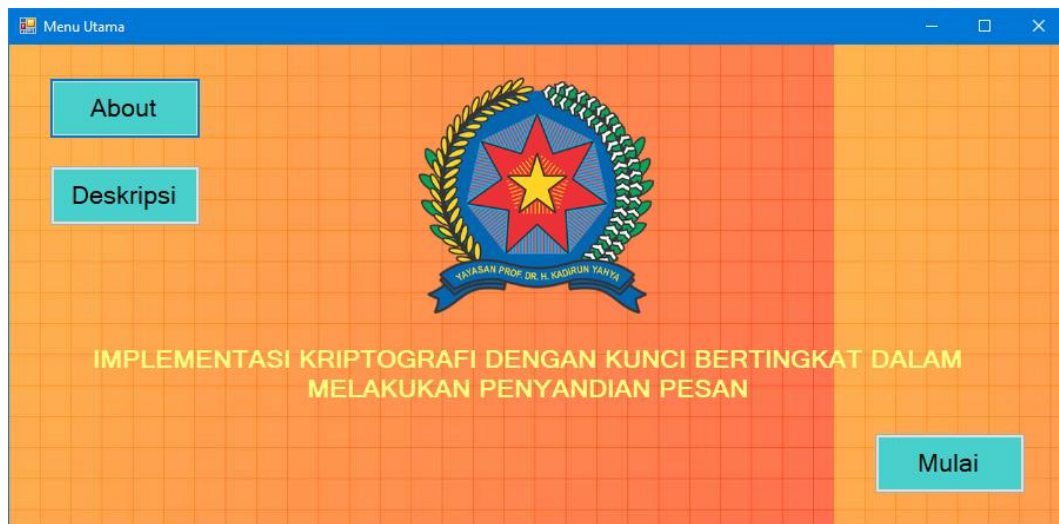 Menu Utama
About
Deskripsi
YAYASAN PROF. DR. H. KADIRUN YAHYA
IMPLEMENTASI KRIPTOGRAFI DENGAN KUNCI BERTINGKAT DALAM
MELAKUKAN PENYANDIAN PESAN
Mulai